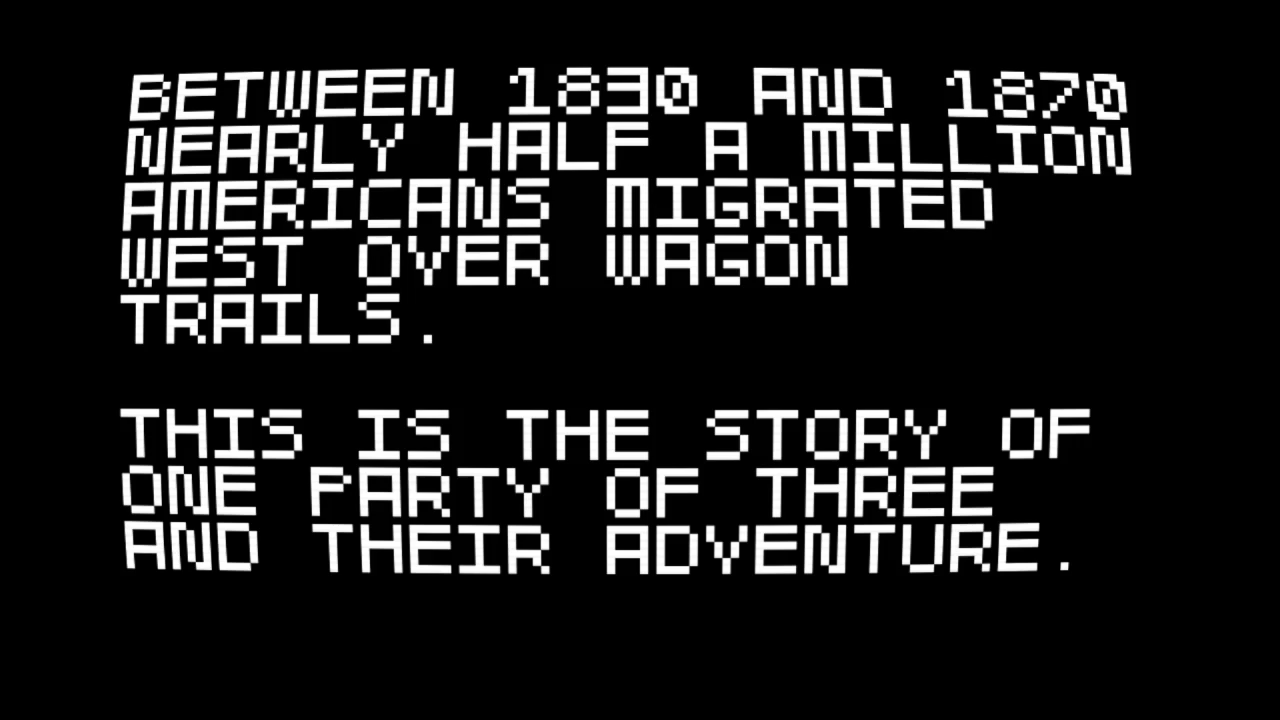 BETWEEN 1830 AND 1870
NEARLY HALF A MILLION
AMERICANS MIGRATED
WEST OVER WAGON
TRAILS.
THIS IS THE STORY OF
ONE PARTY OF THREE
AND THEIR ADVENTURE.